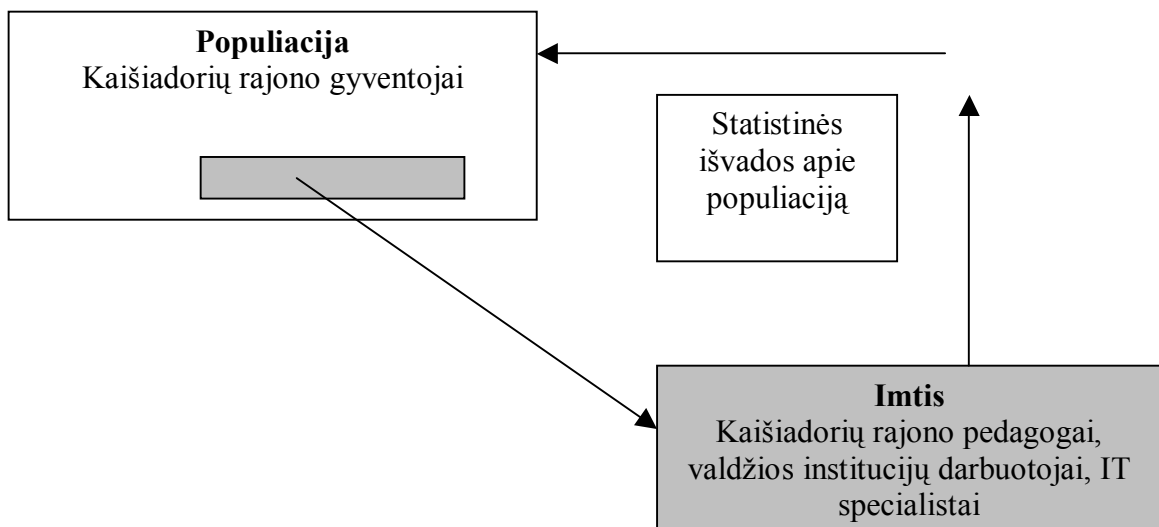 Populiacija
Kaišiadorių rajono gyventojai
Statistinės
išvados apie
populiaciją
Imtis
Kaišiadorių rajono pedagogai,
valdžios institucijų darbuotojai, IT
specialistai